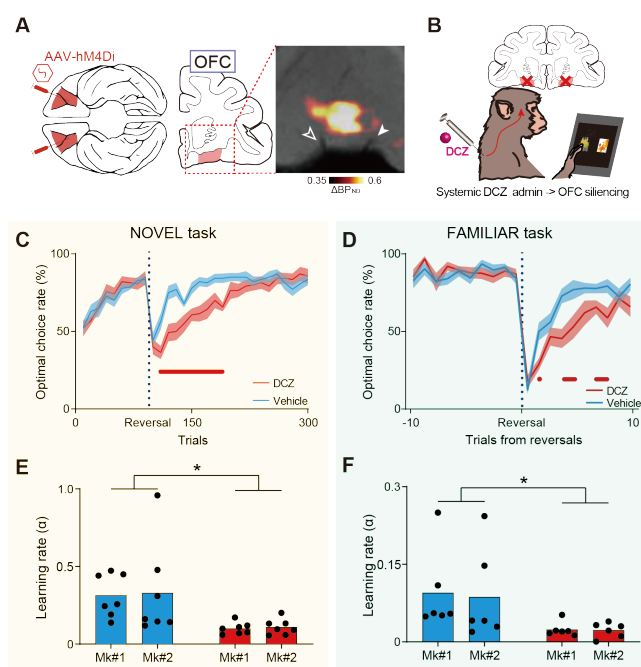 A
AAV-hM4Di
OFC
0.35
0.6
ΔBPND
B
DCZ
Systemic DCZ admin -> OFC siliencing
C
NOVEL task
Optimal choice rate (%)
100
50
0
DCZ
Vehicle
0
Reversal
150
300
Trials
D
FAMILIAR task
Optimal choice rate (%)
100
50
0
DCZ
Vehicle
-10
Reversal
10
Trials from reversals
E
*
Learning rate (α)
1.0
0.5
0
Mk#1
Mk#2
Mk#1
Mk#2
F
*
Learning rate (α)
0.3
0.15
0
Mk#1
Mk#2
Mk#1
Mk#2